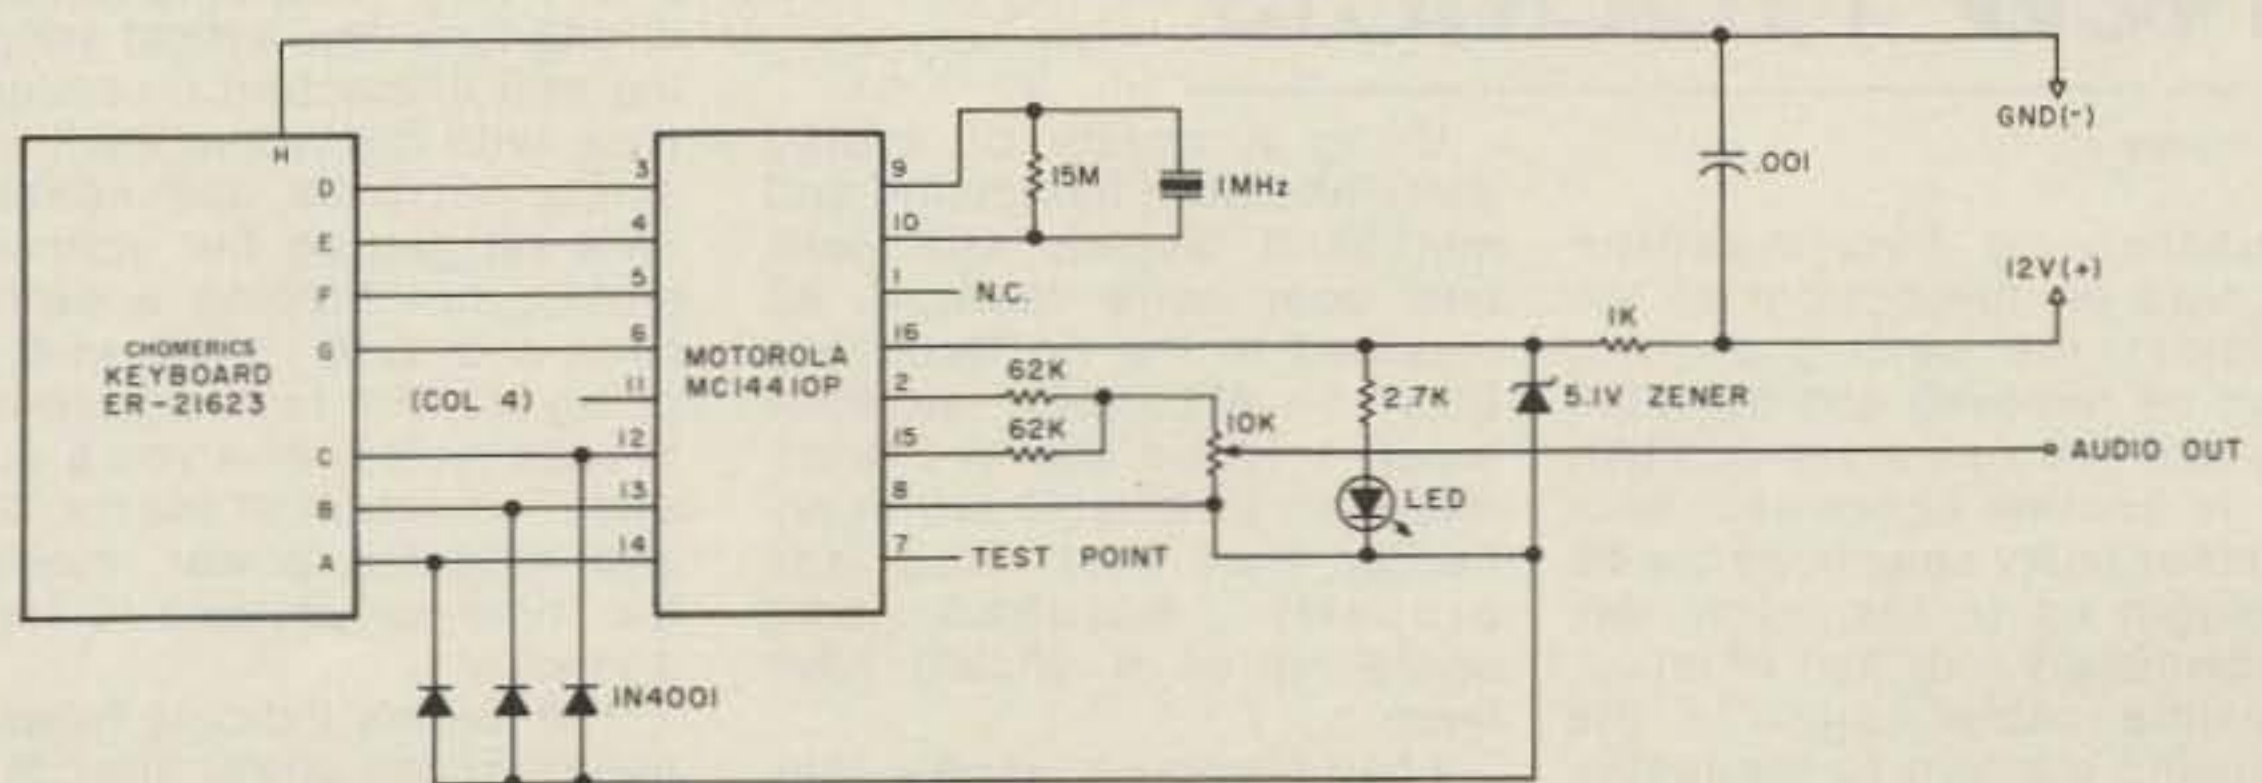 GND(-)
.001
12V(+)
1K
H
D
E
F
G
C
B
A
CHOMERICS
KEYBOARD
ER-21623
(COL 4)
3
4
5
6
11
12
13
14
MOTOROLA
MC14410P
9
10
1
16
2
15
8
7
15M
1MHz
N.C.
62K
62K
10K
2.7K
5.1V ZENER
LED
AUDIO OUT
TEST POINT
1N4001